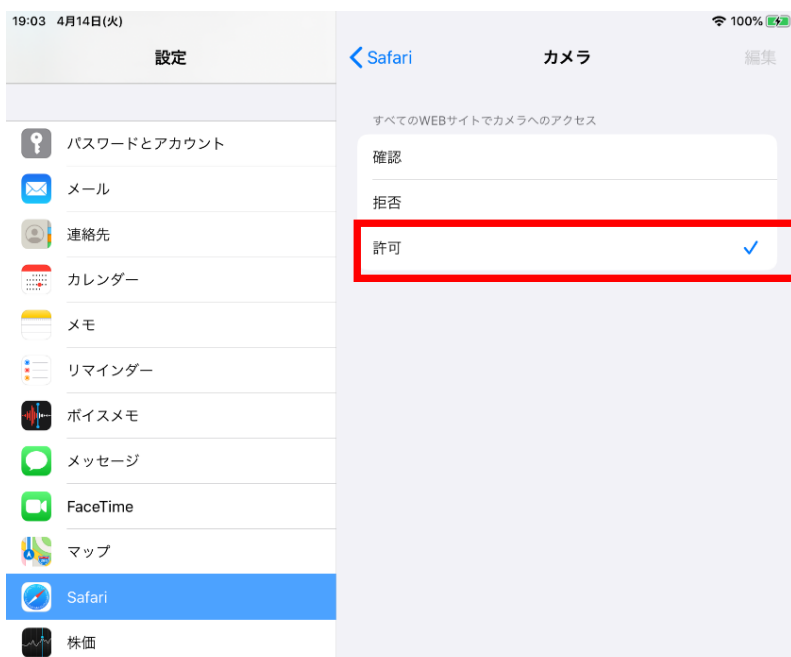 19:03 4月14日(火)
100%
設定
Safari
カメラ
編集
すべてのWEBサイトでカメラへのアクセス
確認
拒否
許可
パスワードとアカウント
メール
連絡先
カレンダー
メモ
リマインダー
ボイスメモ
メッセージ
FaceTime
マップ
Safari
株価